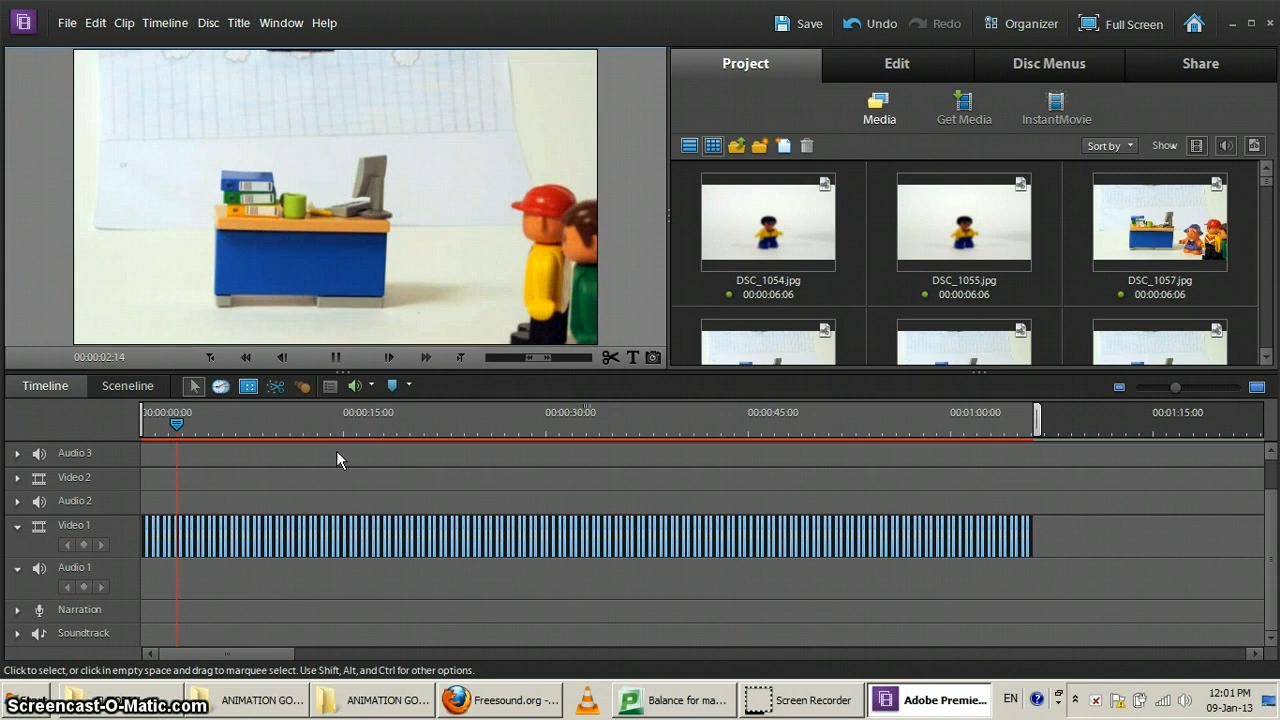 File Edit Clip Timeline Disc Title Window Help
Save Undo Redo Organizer Full Screen
Project Edit Disc Menus Share
Media Get Media InstantMovie
Sort by Show
DSC_1054.jpg DSC_1055.jpg DSC_1057.jpg
00:00:06:06 00:00:06:06 00:00:06:06
00:00:02:14
T
Timeline Sceneline
00:00:00:00 00:00:15:00 00:00:30:00 00:00:45:00 00:01:00:00 00:01:15:00
Audio 3
Video 2
Audio 2
Video 1
Audio 1
Narration
Soundtrack
Click to select, or click in empty space and drag to marquee select. Use Shift, Alt, and Ctrl for other options.
ANIMATION GO... ANIMATION GO... Freesound.org -... Balance for ma... Screen Recorder Adobe Premie... EN 12:01 PM
09-Jan-13
Screencast-O-Matic.com